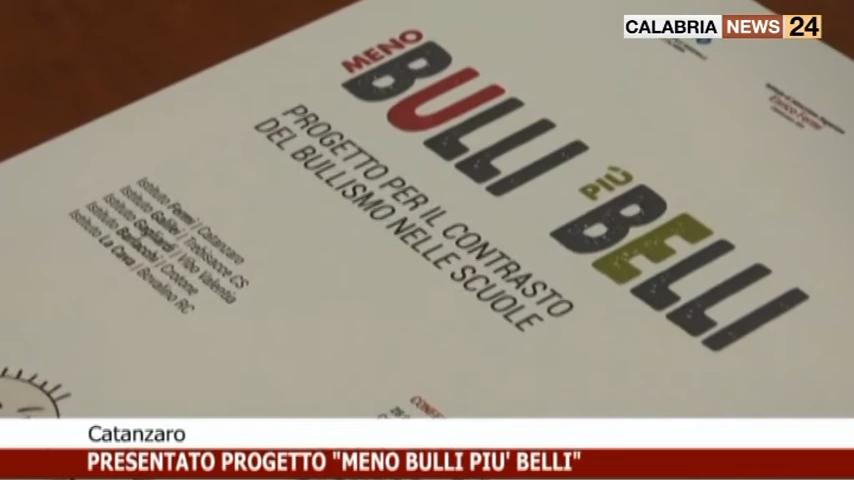 CALABRIA NEWS 24
MENO
BULLI
PIÙ
BELLI
PROGETTO PER IL CONTRASTO
DEL BULLISMO NELLE SCUOLE
Enrico Fermi
Istituto Fermi | Catanzaro
Istituto Galilei | Trebisacce CS
Istituto Gagliardi | Vibo Valentia
Istituto Barlacchi | Crotone
Istituto La Cava | Bovalino RC
Catanzaro
PRESENTATO PROGETTO "MENO BULLI PIU' BELLI"